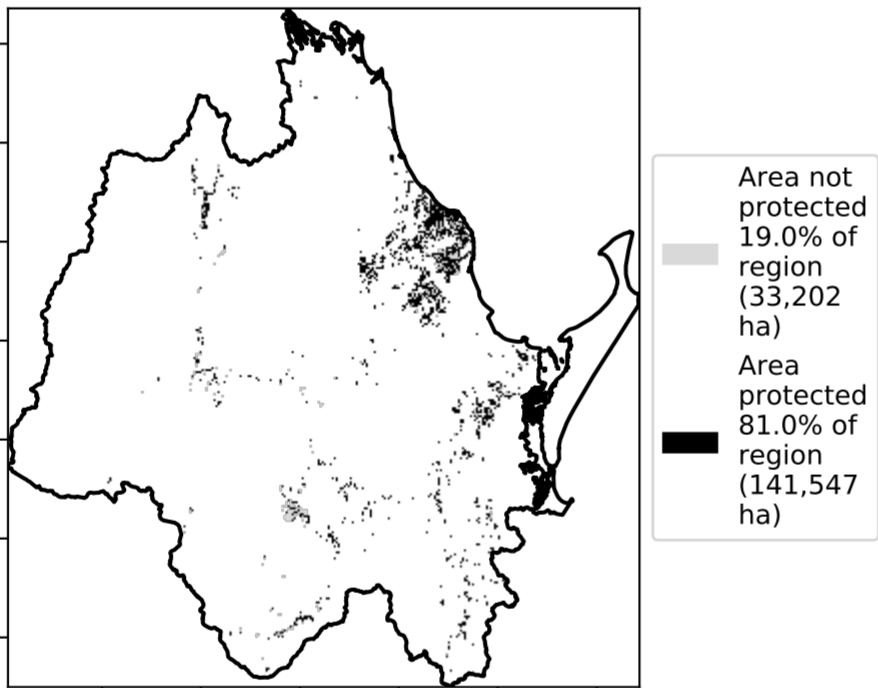 Area not
protected
19.0% of
region
(33,202
ha)
Area
protected
81.0% of
region
(141,547
ha)